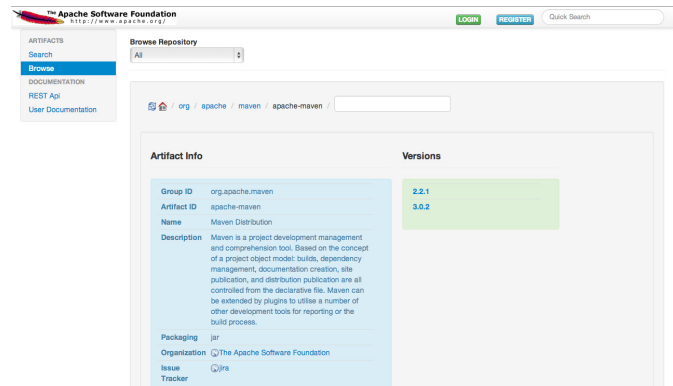 The Apache Software Foundation
http://www.apache.org/
LOGIN
REGISTER
Quick Search
ARTIFACTS
Search
Browse
DOCUMENTATION
REST Api
User Documentation
Browse Repository
All
/ org / apache / maven / apache-maven /
Artifact Info
Group ID org.apache.maven
Artifact ID apache-maven
Name Maven Distribution
Description Maven is a project development management
and comprehension tool. Based on the concept
of a project object model: builds, dependency
management, documentation creation, site
publication, and distribution publication are all
controlled from the declarative file. Maven can
be extended by plugins to utilise a number of
other development tools for reporting or the
build process.
Packaging jar
Organization The Apache Software Foundation
Issue jira
Tracker
Versions
2.2.1
3.0.2